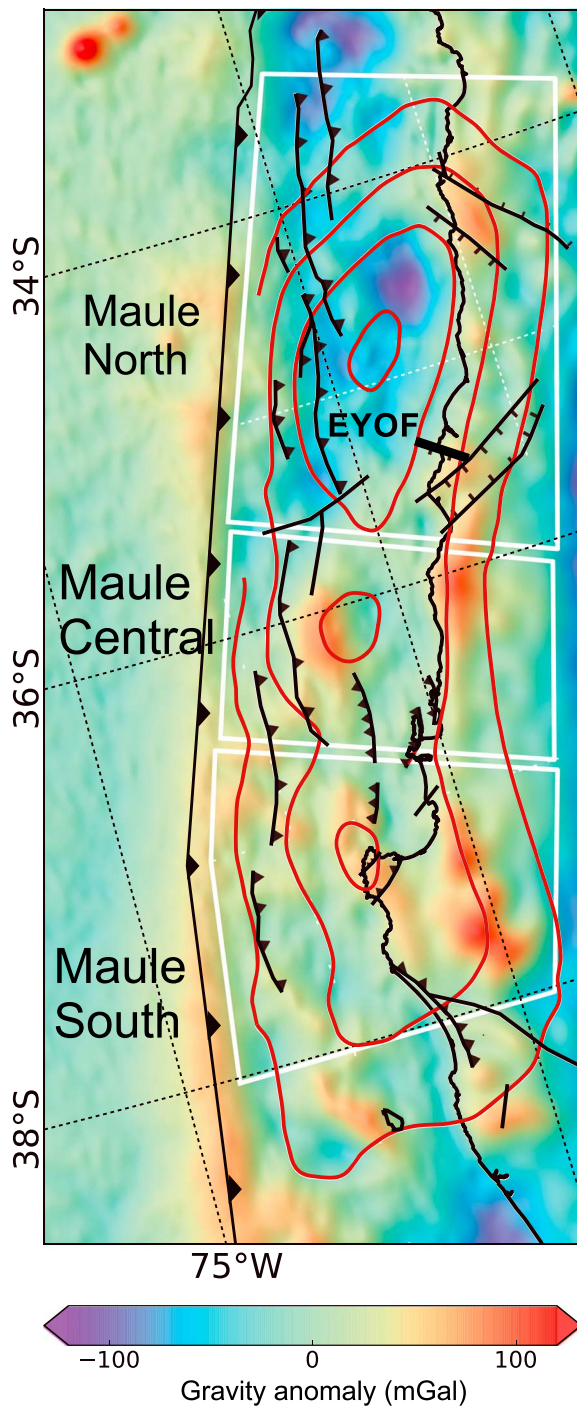 34°S
Maule
North
EYOF
Maule
Central
36°S
Maule
South
38°S
75°W
−100 0 100
Gravity anomaly (mGal)